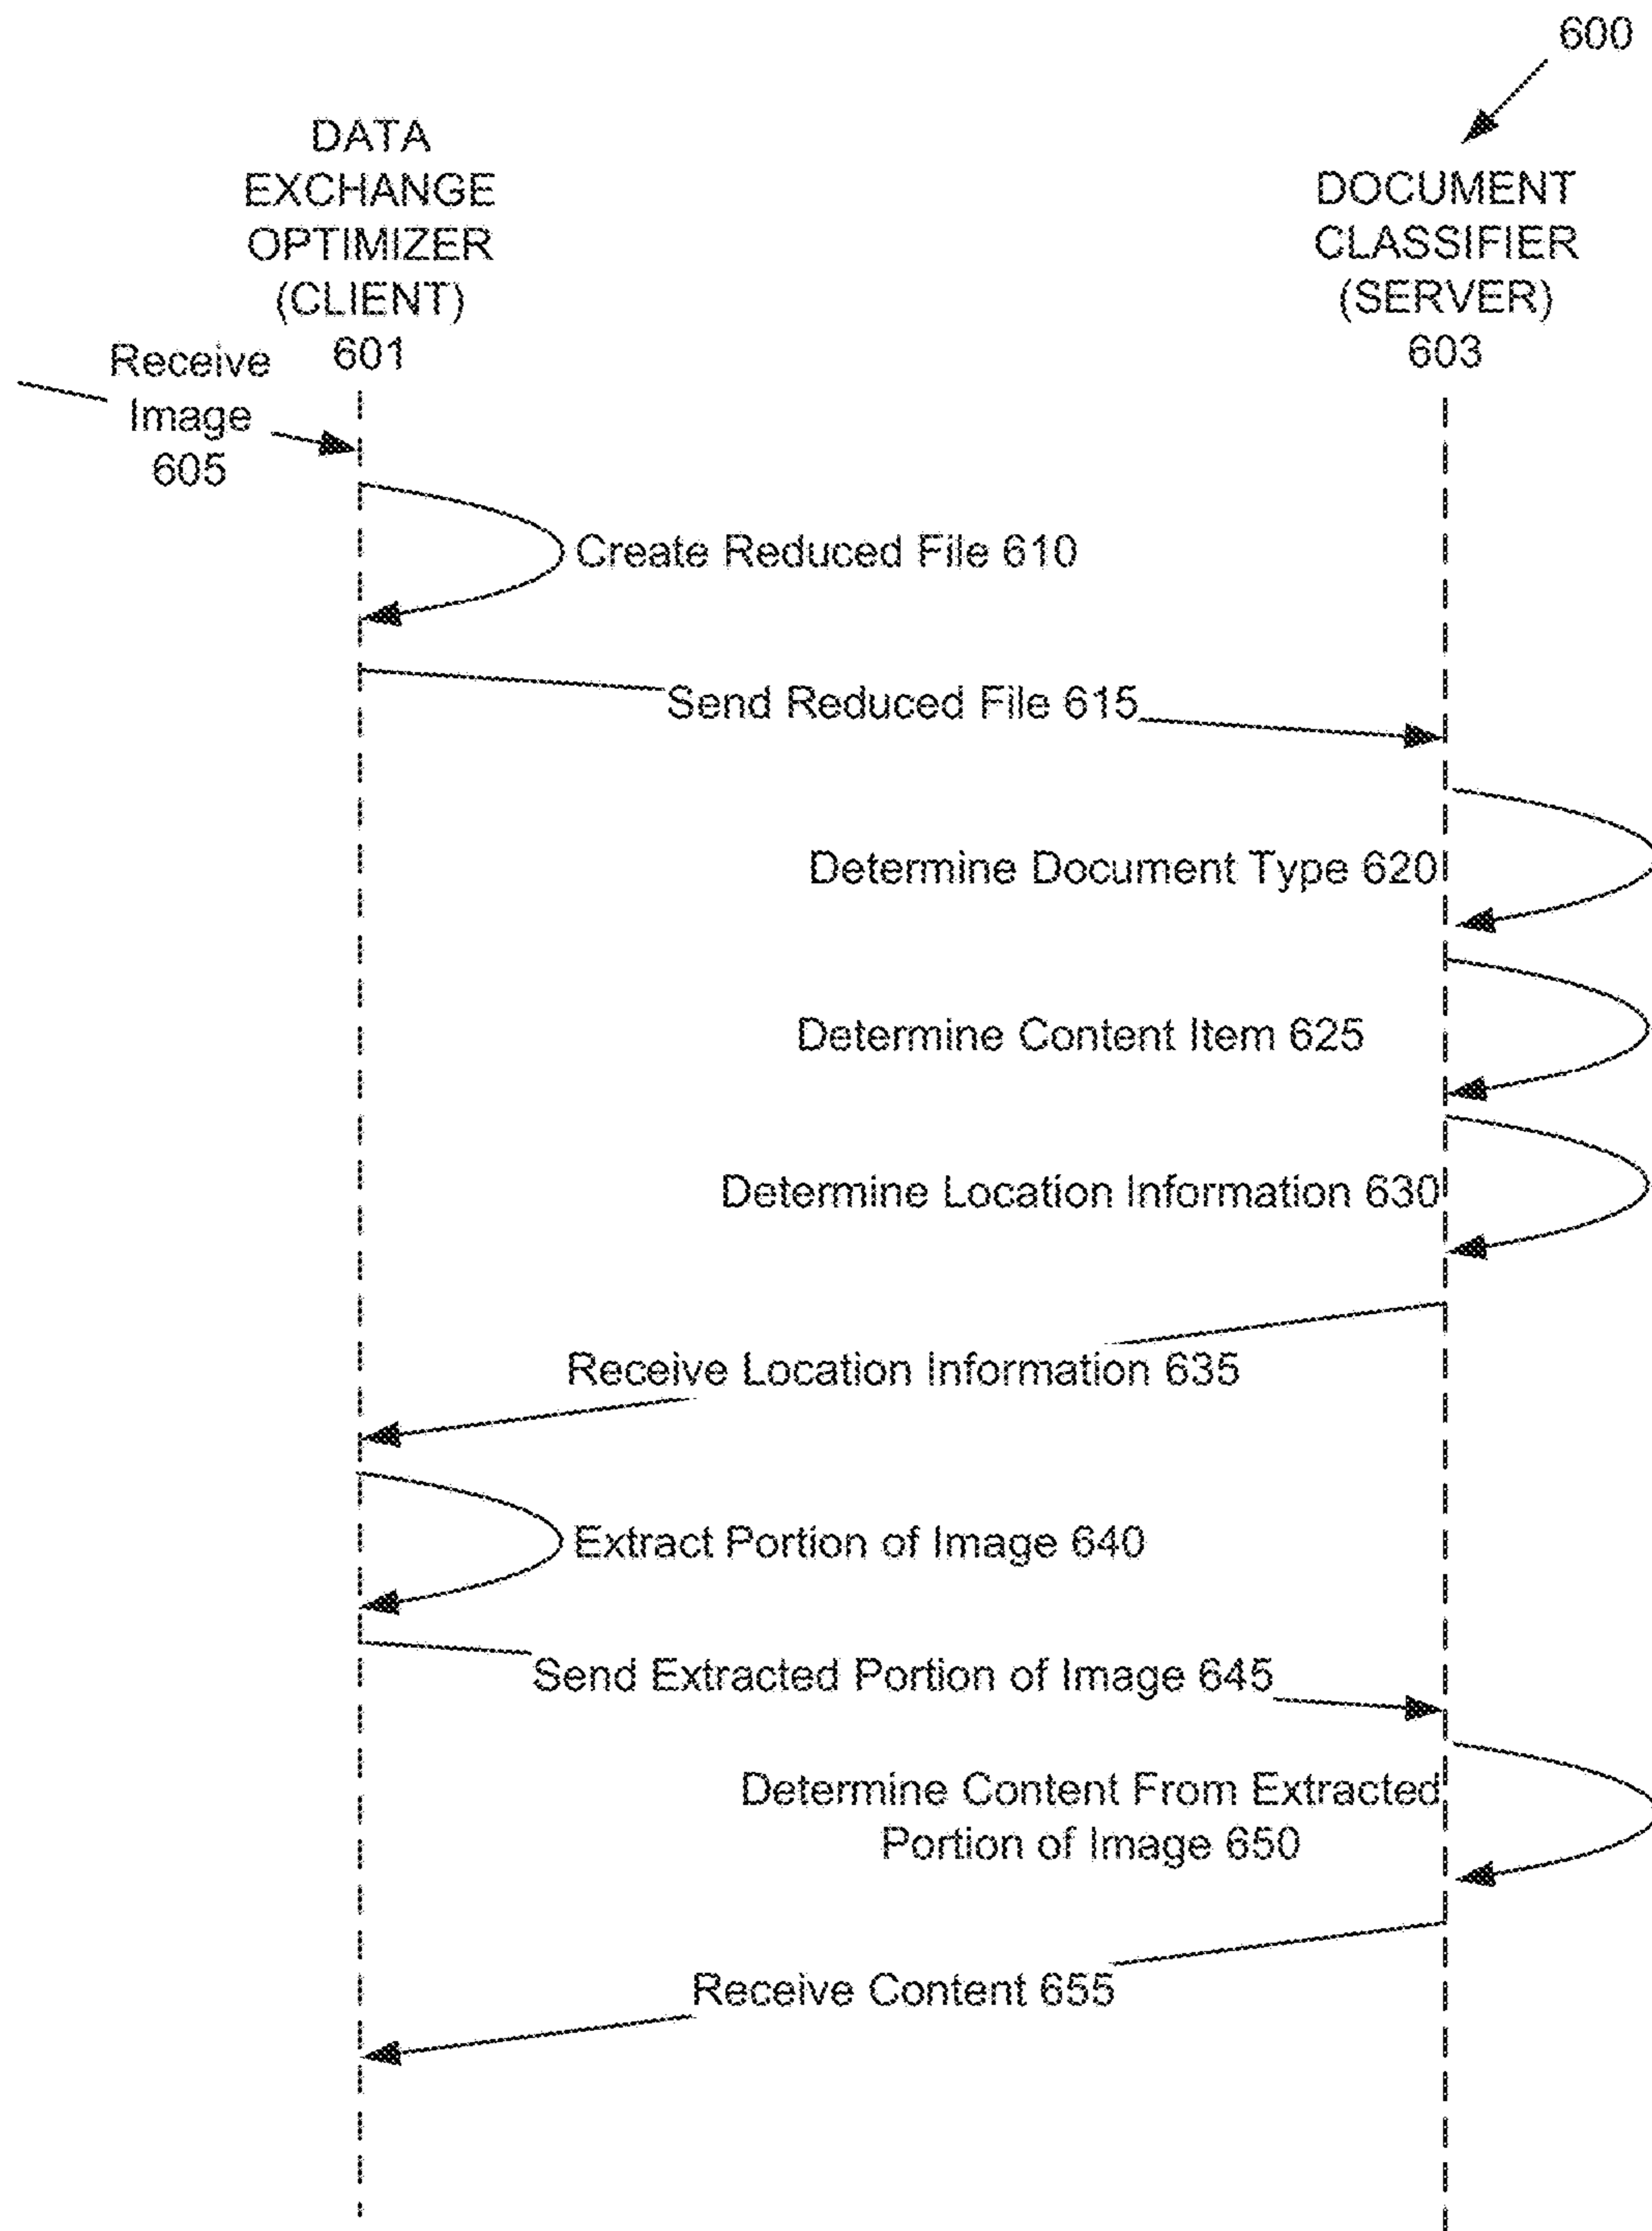 600
DATA
EXCHANGE
OPTIMIZER
(CLIENT)
601
DOCUMENT
CLASSIFIER
(SERVER)
603
Receive
Image
605
Create Reduced File 610
Send Reduced File 615
Determine Document Type 620
Determine Content Item 625
Determine Location Information 630
Receive Location Information 635
Extract Portion of Image 640
Send Extracted Portion of Image 645
Determine Content From Extracted
Portion of Image 650
Receive Content 655